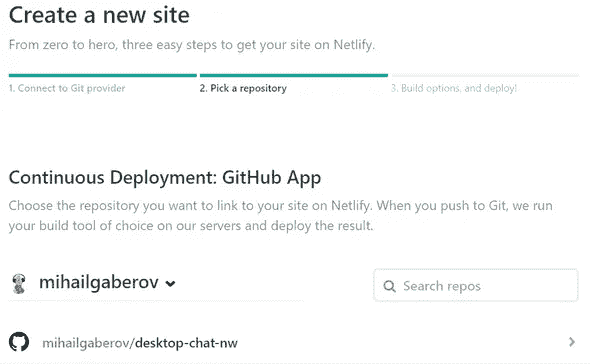 Create a new site
From zero to hero, three easy steps to get your site on Netlify.
1. Connect to Git provider
2. Pick a repository
3. Build options, and deploy!
Continuous Deployment: GitHub App
Choose the repository you want to link to your site on Netlify. When you push to Git, we run
your build tool of choice on our servers and deploy the result.
mihailgaberov
Search repos
mihailgaberov/desktop-chat-nw